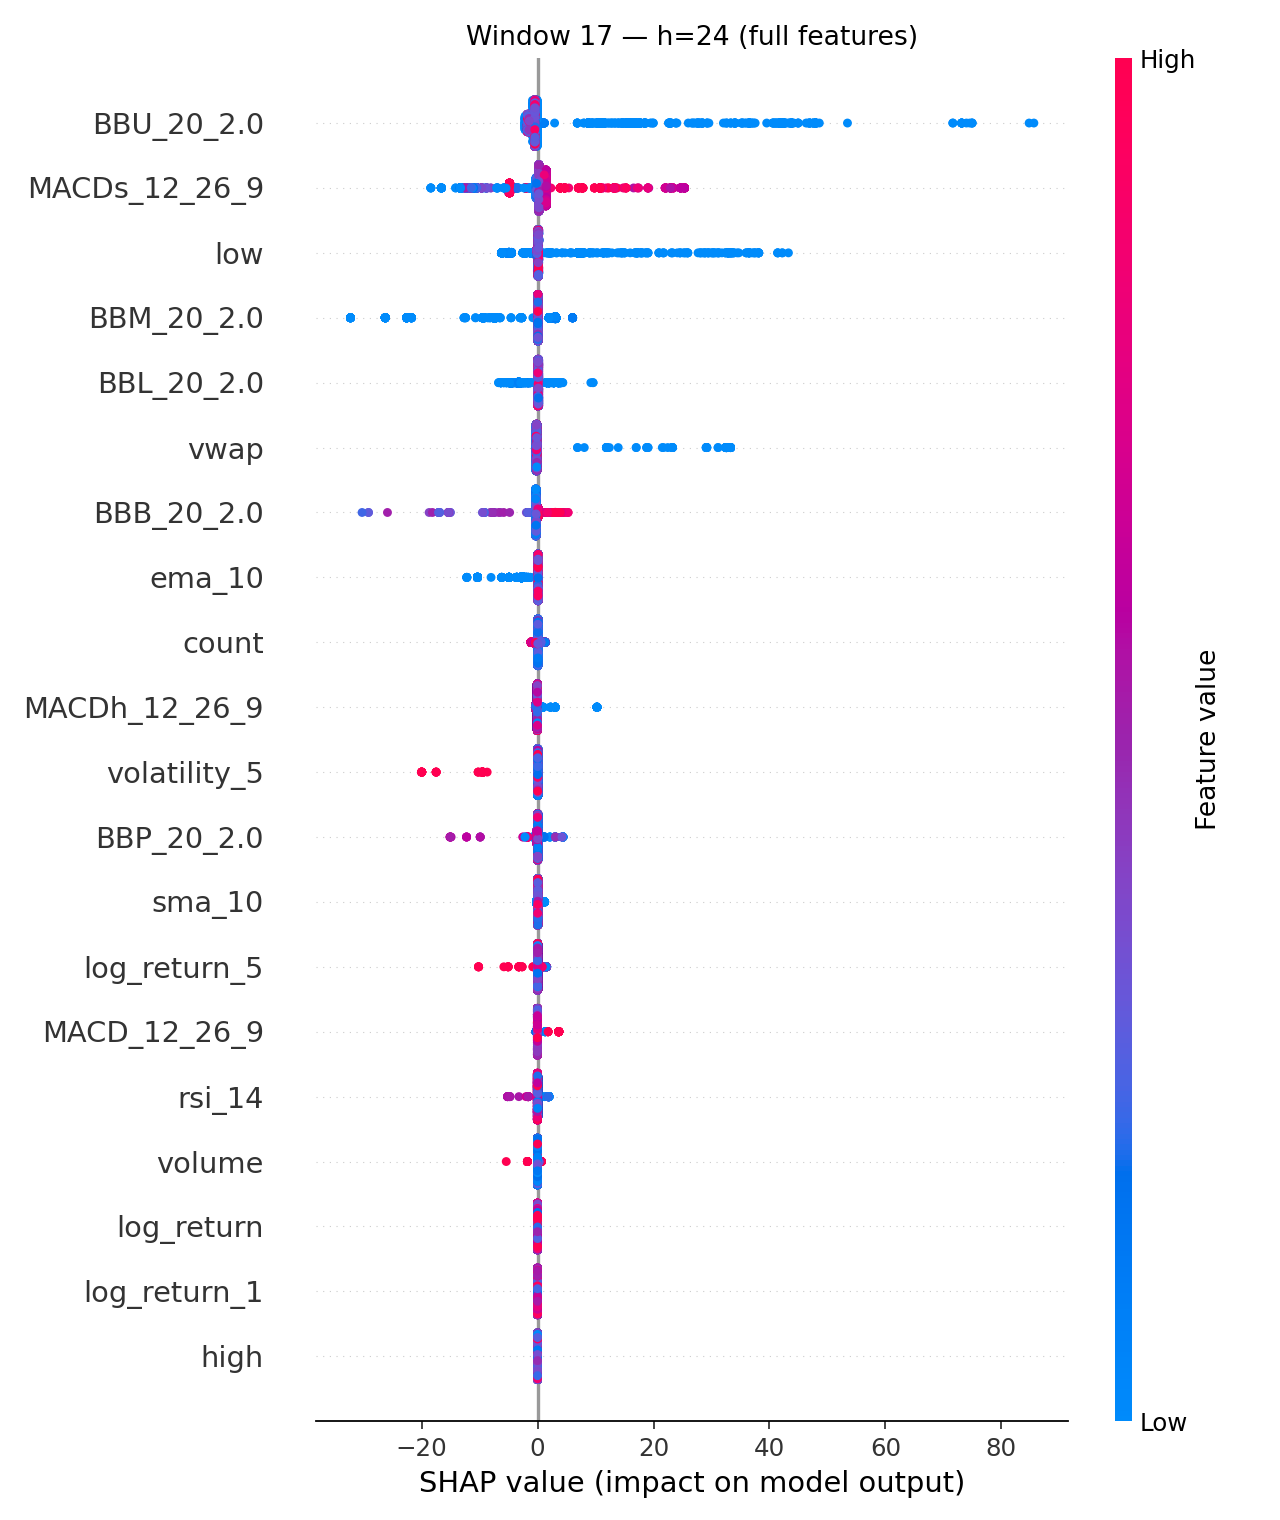 Window 17 — h=24 (full features)
High
BBU_20_2.0
MACDs_12_26_9
low
BBM_20_2.0
BBL_20_2.0
vwap
BBB_20_2.0
ema_10
count
MACDh_12_26_9
volatility_5
BBP_20_2.0
sma_10
log_return_5
MACD_12_26_9
rsi_14
volume
log_return
log_return_1
high
Feature value
Low
−20 0 20 40 60 80
SHAP value (impact on model output)